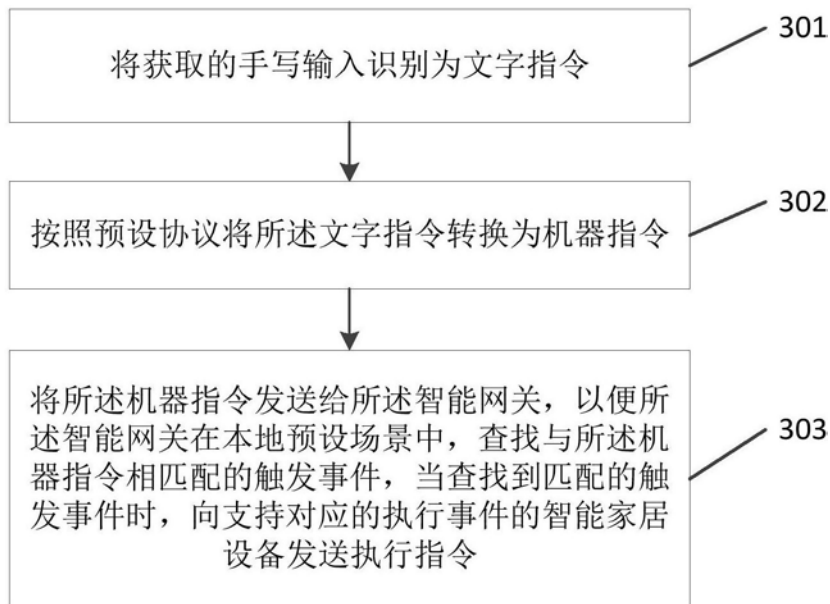 301
将获取的手写输入识别为文字指令
302
按照预设协议将所述文字指令转换为机器指令
将所述机器指令发送给所述智能网关，以便所
述智能网关在本地预设场景中，查找与所述机
器指令相匹配的触发事件，当查找到匹配的触
发事件时，向支持对应的执行事件的智能家居
设备发送执行指令
303